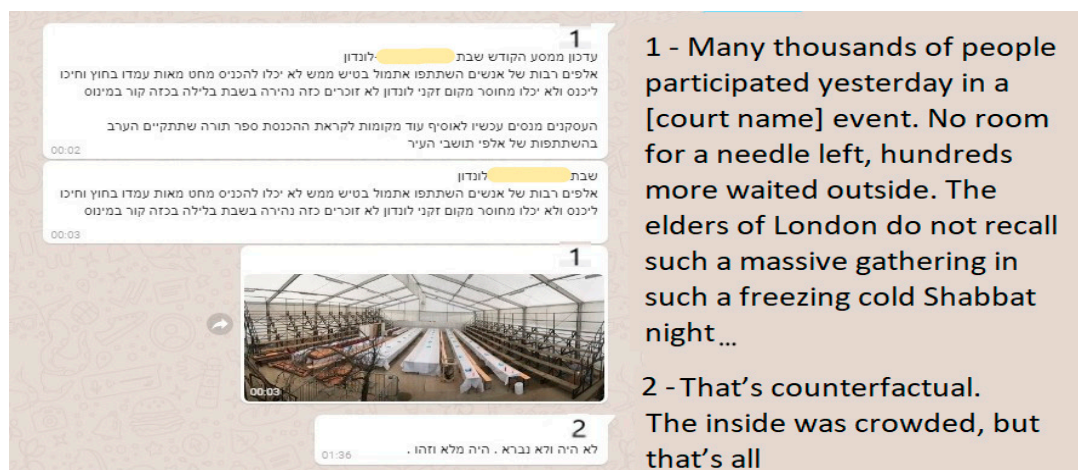 1
עדכון ממסע הקודש שבת -לונדון
אלפים רבות של אנשים השתתפו אתמול בטיש ממש לא יכלו להכניס מחט מאות עמדו בחוץ וחיכו
ליכנס ולא יכלו מחוסר מקום זקני לונדון לא זוכרים כזה נהירה בשבת בלילה בכזה קור במינוס
העסקנים מנסים עכשיו לאוסיף עוד מקומות לקראת ההכנסת ספר תורה שתתקיים הערב
בהשתתפות של אלפי תושבי העיר
00:02
שבת לונדון
אלפים רבות של אנשים השתתפו אתמול בטיש ממש לא יכלו להכניס מחט מאות עמדו בחוץ וחיכו
ליכנס ולא יכלו מחוסר מקום זקני לונדון לא זוכרים כזה נהירה בשבת בלילה בכזה קור במינוס
00:03
1
00:03
2
לא היה ולא נברא . היה מלא וזהו .
01:36
1 - Many thousands of people
participated yesterday in a
[court name] event. No room
for a needle left, hundreds
more waited outside. The
elders of London do not recall
such a massive gathering in
such a freezing cold Shabbat
night...
2 - That's counterfactual.
The inside was crowded, but
that's all